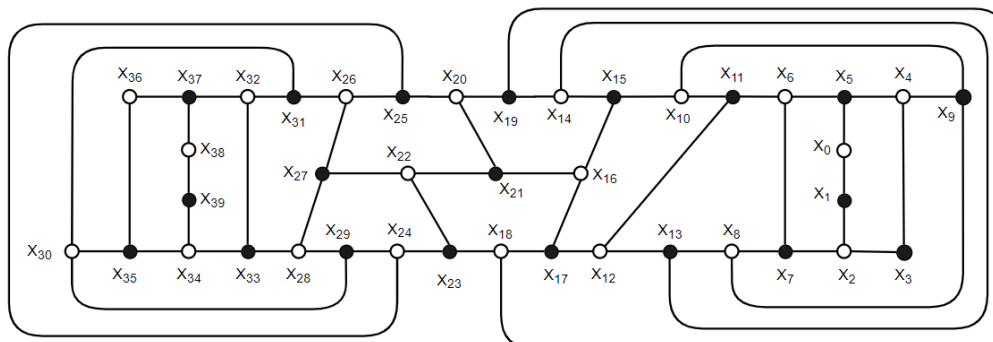 X₃₆ X₃₇ X₃₂ X₂₆ X₂₀ X₁₅ X₁₁ X₆ X₅ X₄
X₃₁ X₂₅ X₁₉ X₁₄ X₁₀ X₉
X₃₈ X₂₂ X₀
X₂₇ X₂₁ X₁₆
X₃₉ X₁
X₂₉ X₂₄ X₁₈ X₁₃ X₈
X₃₀
X₃₅ X₃₄ X₃₃ X₂₈ X₂₃ X₁₇ X₁₂ X₇ X₂ X₃